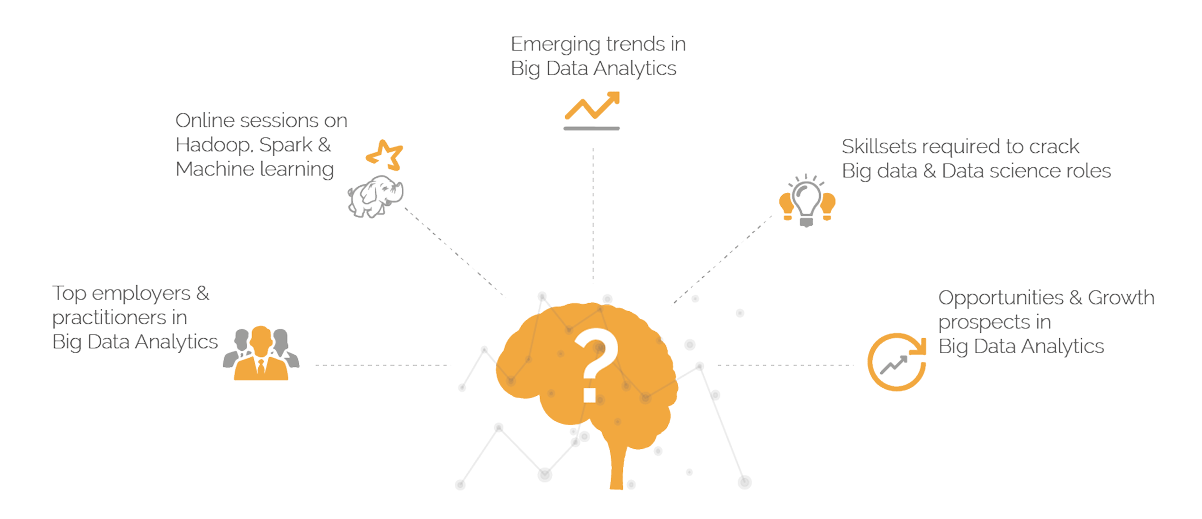 Emerging trends in
Big Data Analytics
Online sessions on
Hadoop, Spark &
Machine learning
Skillsets required to crack
Big data & Data science roles
Top employers &
practitioners in
Big Data Analytics
Opportunities & Growth
prospects in
Big Data Analytics
?